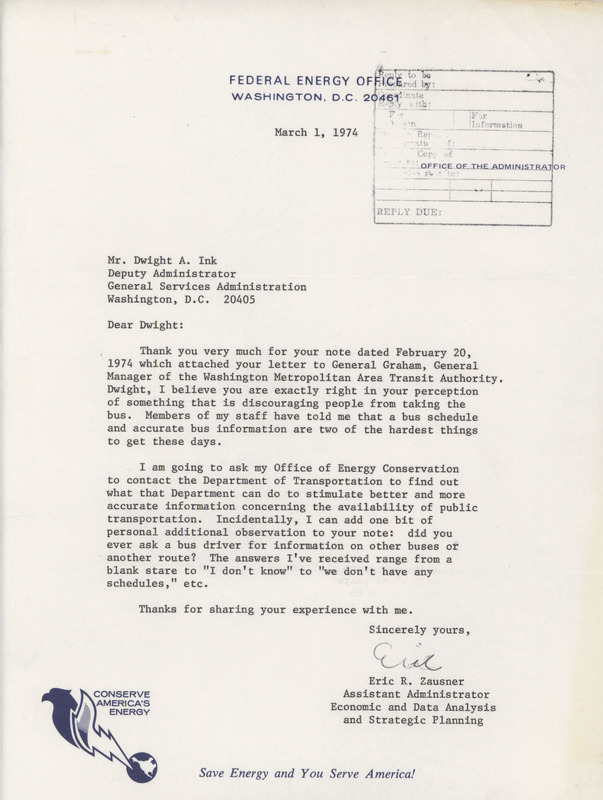 FEDERAL ENERGY OFFICE
WASHINGTON, D.C. 20461
Reply to be
by:
with:
For
For
Information
Copy of
OFFICE OF THE ADMINISTRATOR
REPLY DUE:
March 1, 1974
Mr. Dwight A. Ink
Deputy Administrator
General Services Administration
Washington, D.C. 20405
Dear Dwight:
Thank you very much for your note dated February 20,
1974 which attached your letter to General Graham, General
Manager of the Washington Metropolitan Area Transit Authority.
Dwight, I believe you are exactly right in your perception
of something that is discouraging people from taking the
bus. Members of my staff have told me that a bus schedule
and accurate bus information are two of the hardest things
to get these days.
I am going to ask my Office of Energy Conservation
to contact the Department of Transportation to find out
what that Department can do to stimulate better and more
accurate information concerning the availability of public
transportation. Incidentally, I can add one bit of
personal additional observation to your note: did you
ever ask a bus driver for information on other buses or
another route? The answers I've received range from a
blank stare to "I don't know" to "we don't have any
schedules," etc.
Thanks for sharing your experience with me.
Sincerely yours,
Eric
Eric R. Zausner
Assistant Administrator
Economic and Data Analysis
and Strategic Planning
CONSERVE
AMERICA'S
ENERGY
Save Energy and You Serve America!